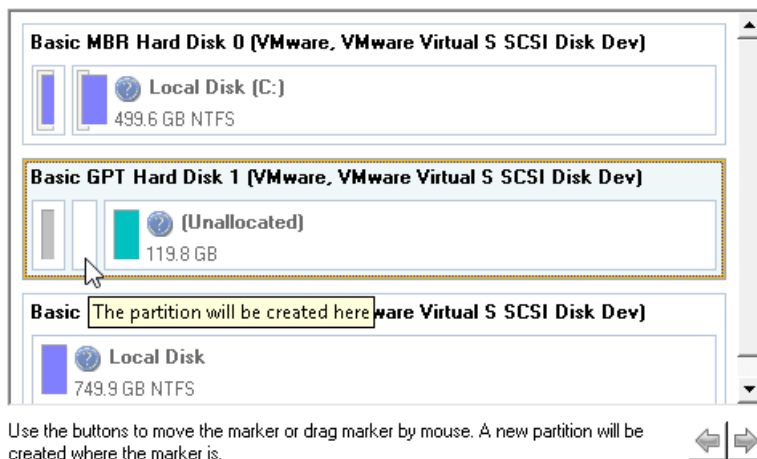 Basic MBR Hard Disk 0 (VMware, VMware Virtual S SCSI Disk Dev)
Local Disk (C:)
499.6 GB NTFS
Basic GPT Hard Disk 1 (VMware, VMware Virtual S SCSI Disk Dev)
(Unallocated)
119.8 GB
Basic ware Virtual S SCSI Disk Dev)
The partition will be created here
Local Disk
749.9 GB NTFS
Use the buttons to move the marker or drag marker by mouse. A new partition will be
created where the marker is.